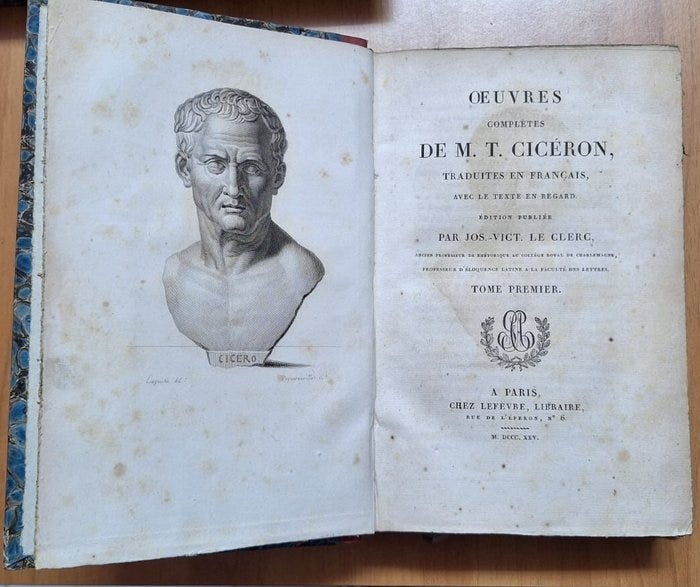 CICERO
ŒUVRES
COMPLÈTES
DE M. T. CICÉRON,
TRADUITES EN FRANÇAIS,
AVEC LE TEXTE EN REGARD.
ÉDITION PUBLIÉE
PAR JOS.-VICT. LE CLERC,
ANCIEN PROFESSEUR DE RHÉTORIQUE AU COLLÉGE ROYAL DE CHARLEMAGNE,
PROFESSEUR D'ÉLOQUENCE LATINE A LA FACULTÉ DES LETTRES.
TOME PREMIER.
A PARIS,
CHEZ LEFÈVRE, LIBRAIRE,
RUE DE L'ÉPERON, Nº 6.
M. DCCC. XXV.